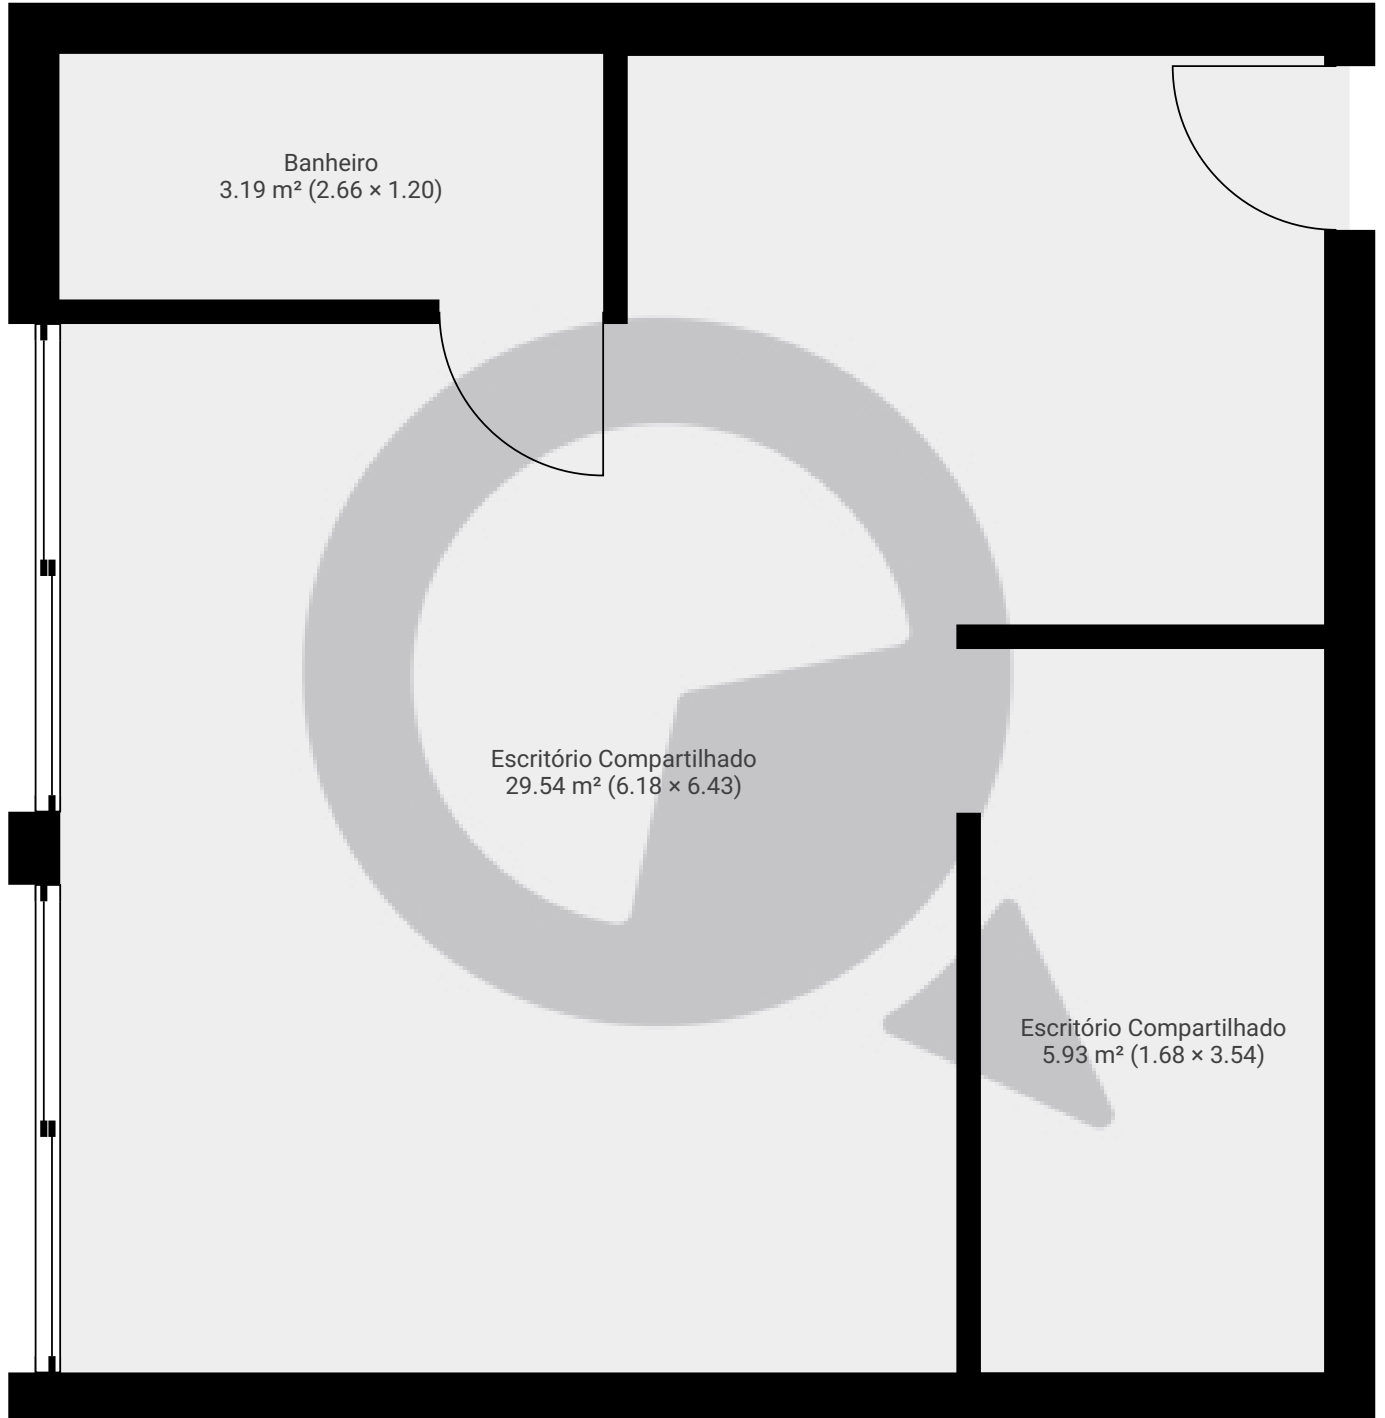 Banheiro
3.19 m² (2.66 × 1.20)
Escritório Compartilhado
29.54 m² (6.18 × 6.43)
Escritório Compartilhado
5.93 m² (1.68 × 3.54)